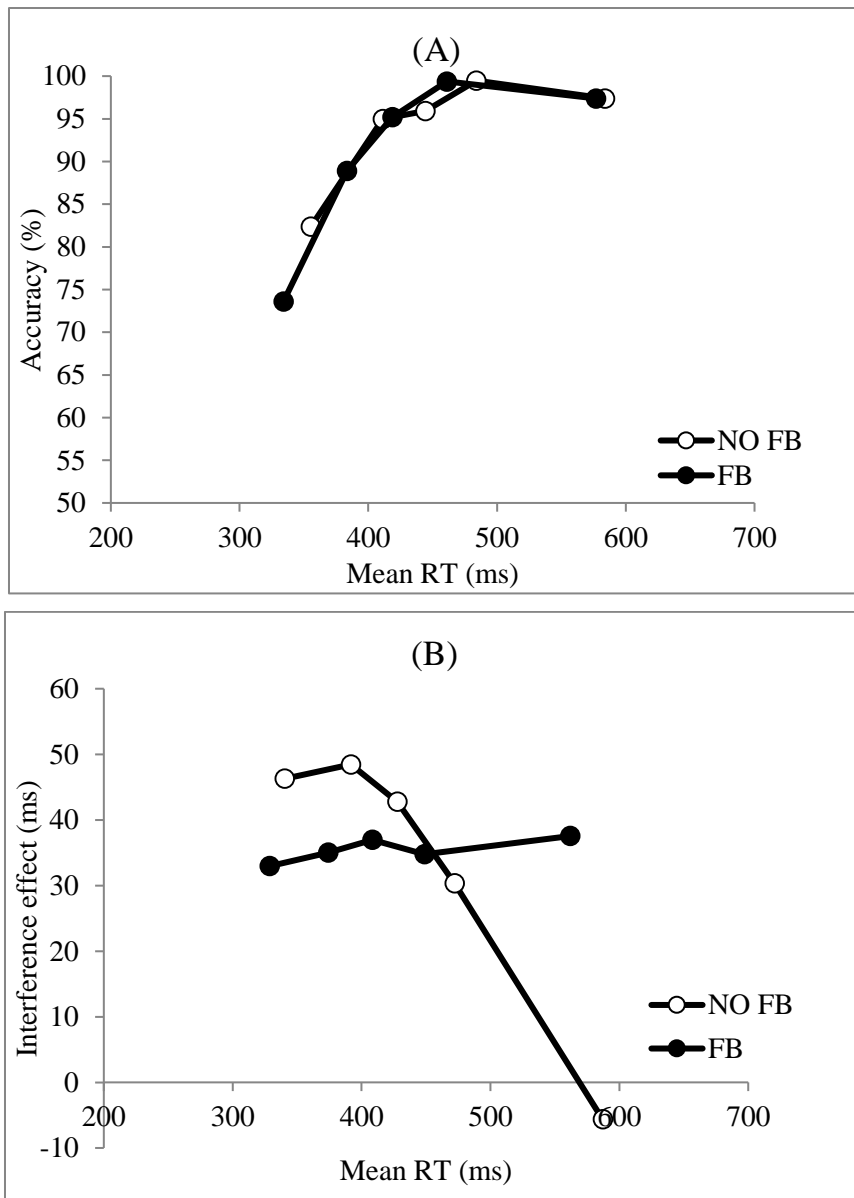 (A)
100
95
90
85
80
75
70
65
60
55
50
Accuracy (%)
NO FB
FB
200 300 400 500 600 700
Mean RT (ms)
(B)
60
50
40
30
20
10
0
-10
Interference effect (ms)
NO FB
FB
200 300 400 500 600 700
Mean RT (ms)